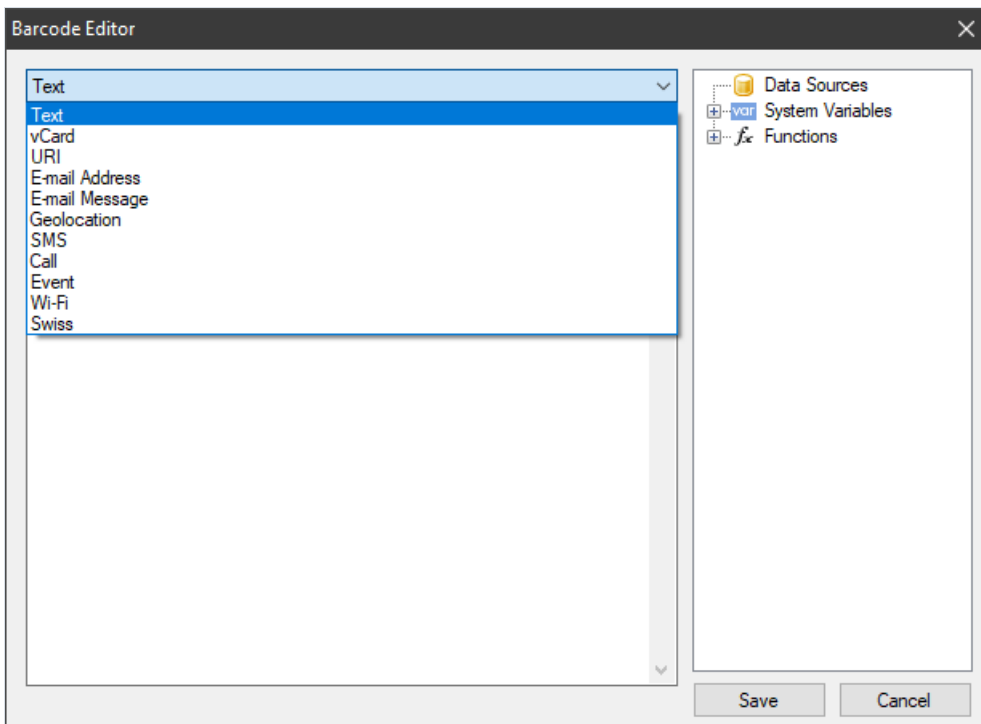 Barcode Editor
Text
Text
vCard
URI
E-mail Address
E-mail Message
Geolocation
SMS
Call
Event
Wi-Fi
Swiss
Data Sources
var System Variables
fx Functions
Save Cancel